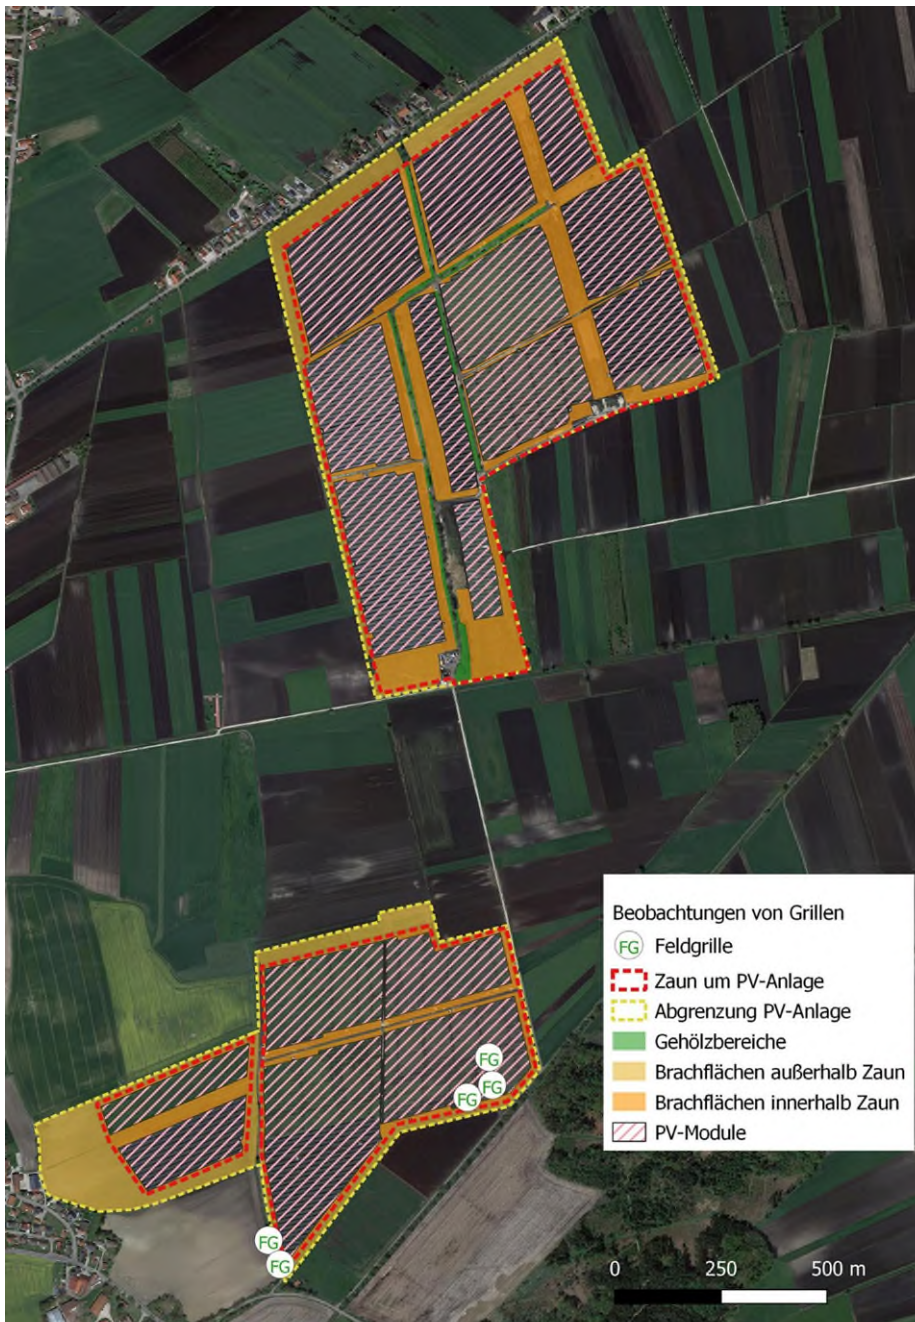 Beobachtungen von Grillen
FG Feldgrille
Zaun um PV-Anlage
Abgrenzung PV-Anlage
Gehölzbereiche
Brachflächen außerhalb Zaun
Brachflächen innerhalb Zaun
PV-Module
FG
FG
FG
FG
FG
0 250 500 m